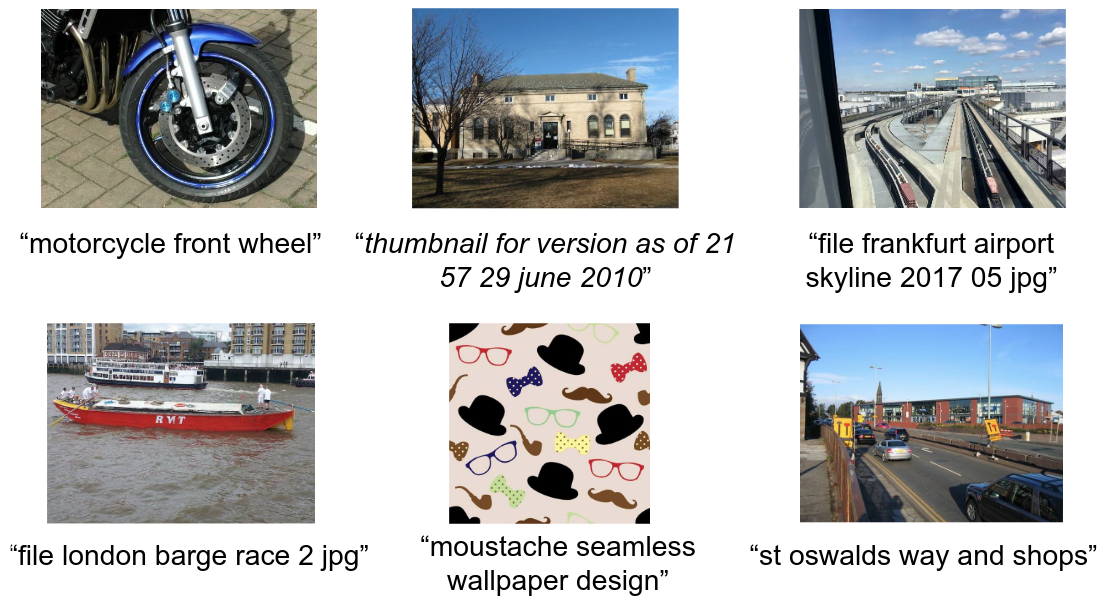 “motorcycle front wheel”
“thumbnail for version as of 21
57 29 june 2010”
“file frankfurt airport
skyline 2017 05 jpg”
RMT
“file london barge race 2 jpg”
“moustache seamless
wallpaper design”
“st oswalds way and shops”